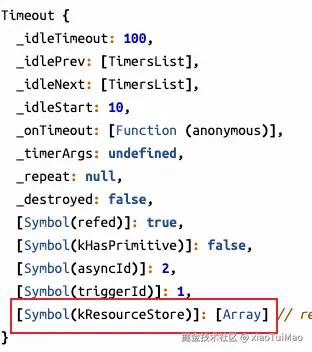 Timeout {
_idleTimeout: 100,
_idlePrev: [TimersList],
_idleNext: [TimersList],
_idleStart: 10,
_onTimeout: [Function (anonymous)],
_timerArgs: undefined,
_repeat: null,
_destroyed: false,
[Symbol(refed)]: true,
[Symbol(kHasPrimitive)]: false,
[Symbol(asyncId)]: 2,
[Symbol(triggerId)]: 1,
[Symbol(kResourceStore)]: [Array] // re
}
掘金技术社区 @ xiaoTuiMao